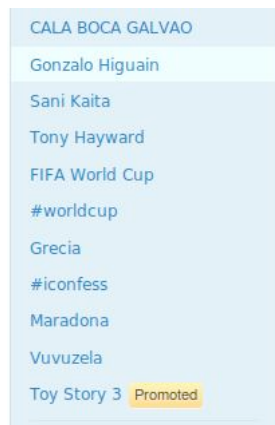 CALA BOCA GALVAO
Gonzalo Higuain
Sani Kaita
Tony Hayward
FIFA World Cup
#worldcup
Grecia
#iconfess
Maradona
Vuvuzela
Toy Story 3 Promoted